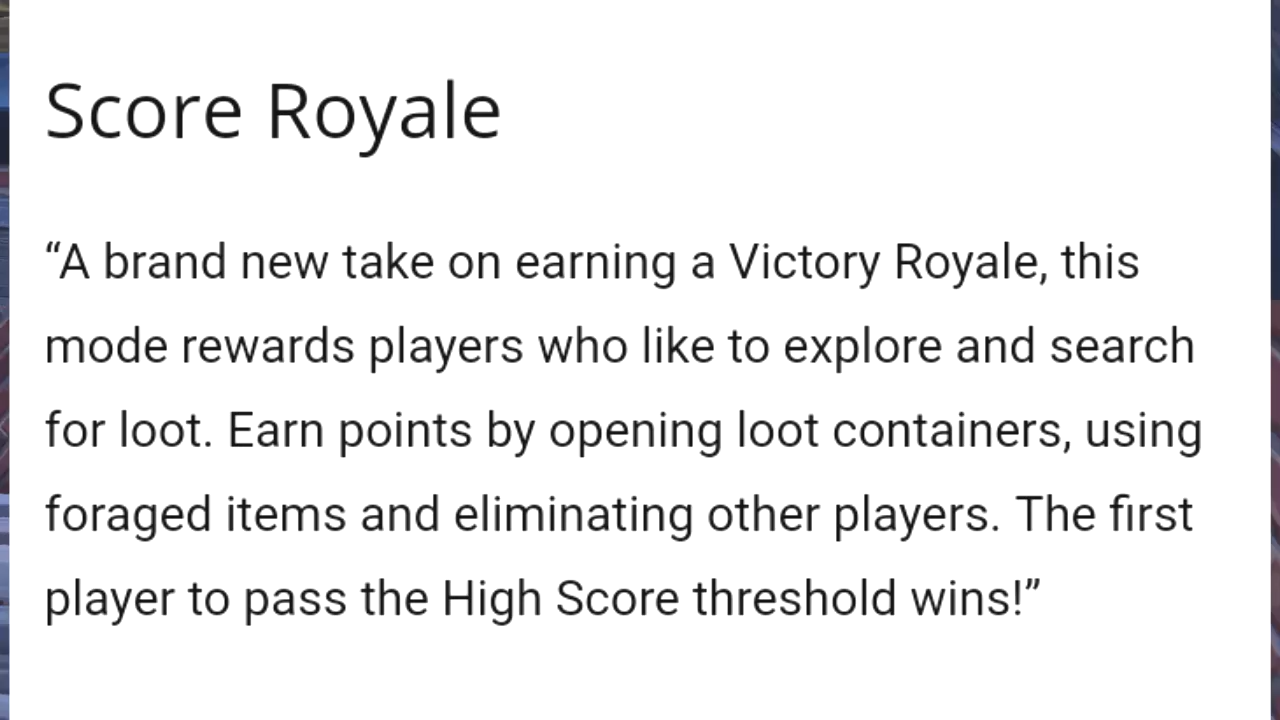 Score Royale
“A brand new take on earning a Victory Royale, this
mode rewards players who like to explore and search
for loot. Earn points by opening loot containers, using
foraged items and eliminating other players. The first
player to pass the High Score threshold wins!”